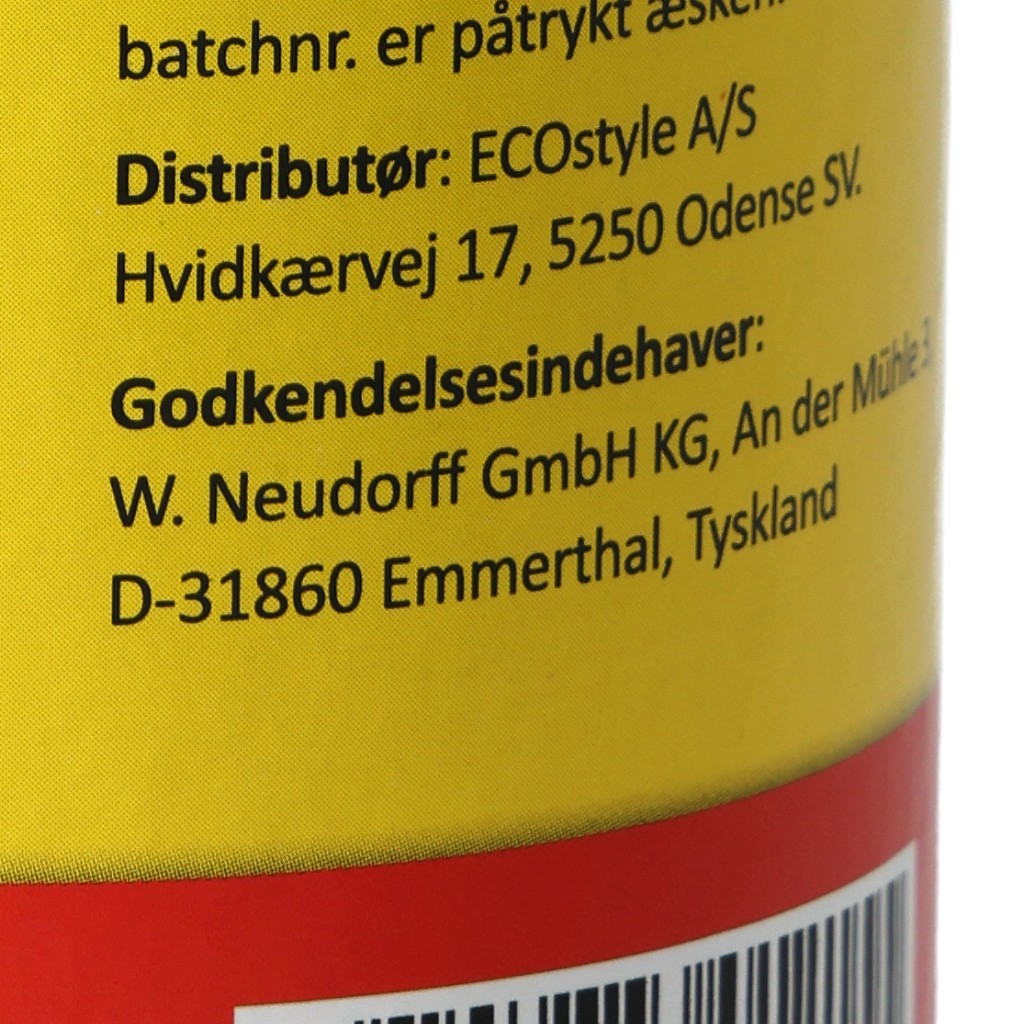 batchnr. er påtrykt æsken.
Distributør: ECOstyle A/S
Hvidkærvej 17, 5250 Odense SV.
Godkendelsesindehaver:
W. Neudorff GmbH KG, An der Mühle 3,
D-31860 Emmerthal, Tyskland